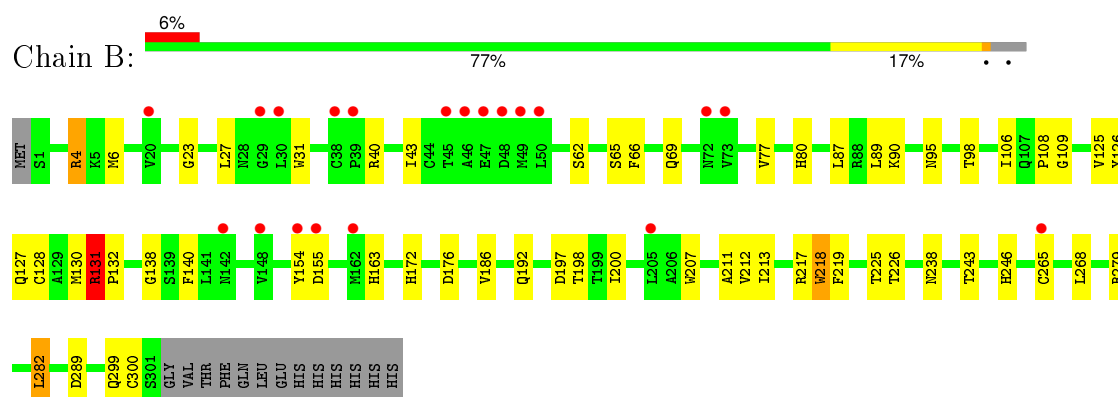 6%
Chain B:
77% 17% • •
MET S1 R4 K5 M6 V20 G23 L27 N28 G29 L30 W31 C38 P39 R40 I43 C44 T45 A46 E47 D48 M49 L50 S62 S65 F66 Q69 N72 V73 V77 H80 L87 Q88 L89 K90 N95 T98 I106 Q107 P108 G109 V125 Y126
Q127 C128 A129 M130 R131 P132 G138 S139 F140 L141 N142 V148 Y154 D155 M162 H163 H172 D176 V186 Q192 D197 T198 T199 I200 L205 A206 W207 A211 V212 I213 R217 W218 F219 T225 T226 N238 T243 H246 C265 L268 R279
L282 D289 Q299 C300 S301 GLY VAL THR PHE GLN LEU GLU HIS HIS HIS HIS HIS HIS